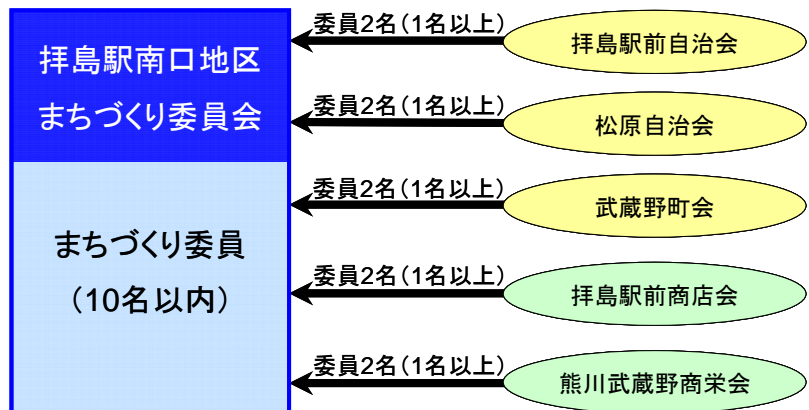 拝島駅南口地区
まちづくり委員会
まちづくり委員
（10名以内）
委員2名（1名以上）
拝島駅前自治会
委員2名（1名以上）
松原自治会
委員2名（1名以上）
武蔵野町会
委員2名（1名以上）
拝島駅前商店会
委員2名（1名以上）
熊川武蔵野商栄会